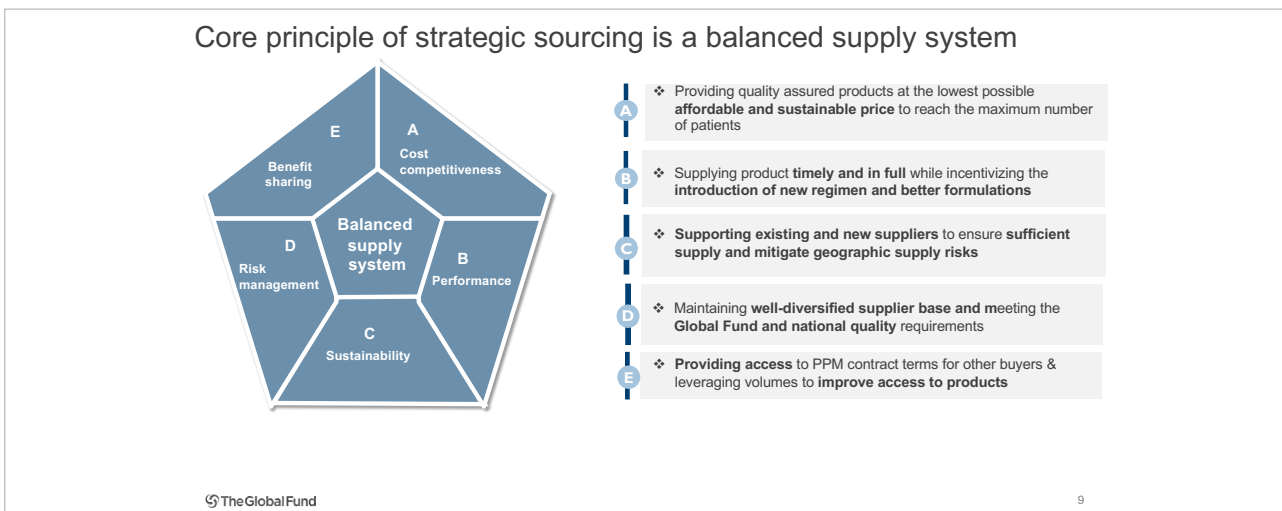 Core principle of strategic sourcing is a balanced supply system
E
Benefit
sharing
A
Cost
competitiveness
Balanced
supply
system
D
Risk
management
B
Performance
C
Sustainability
A
❖ Providing quality assured products at the lowest possible
affordable and sustainable price to reach the maximum number
of patients
B
❖ Supplying product timely and in full while incentivizing the
introduction of new regimen and better formulations
C
❖ Supporting existing and new suppliers to ensure sufficient
supply and mitigate geographic supply risks
D
❖ Maintaining well-diversified supplier base and meeting the
Global Fund and national quality requirements
E
❖ Providing access to PPM contract terms for other buyers &
leveraging volumes to improve access to products
TheGlobalFund
9